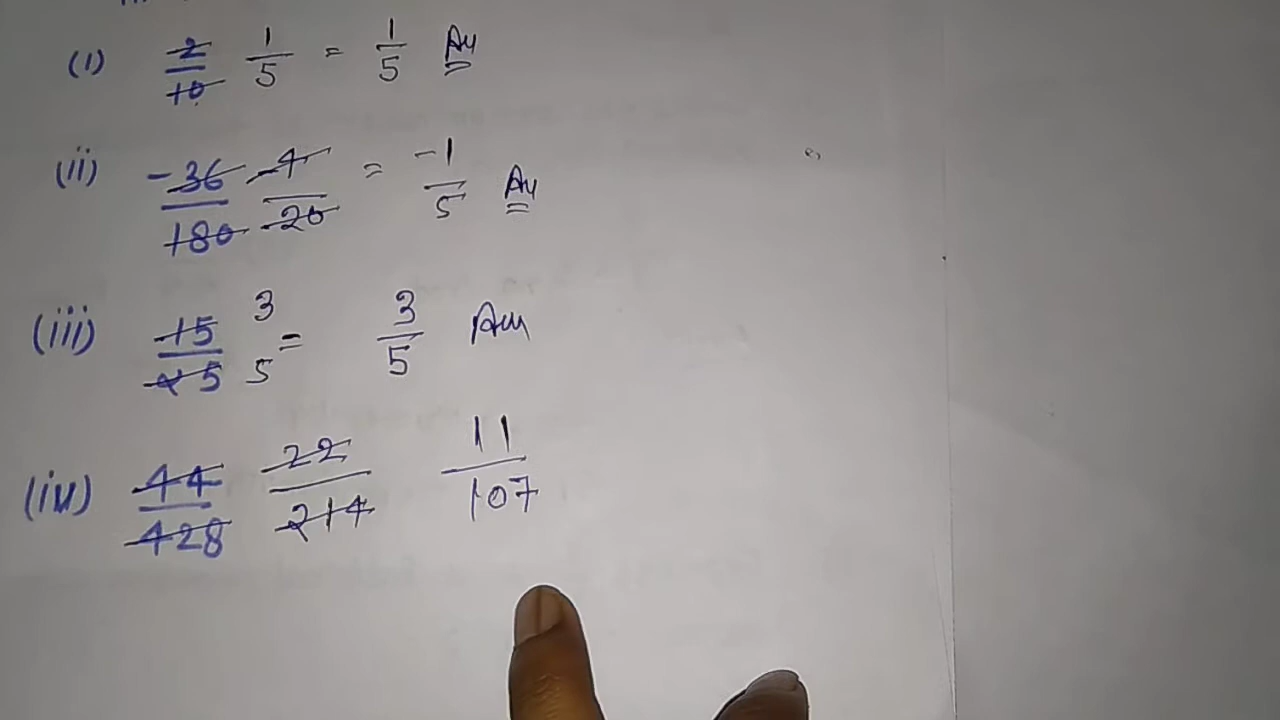 (i) 2/10 1/5 = 1/5 Ans
(ii) -36/180 -4/20 = -1/5 Ans
(iii) 15/25 3/5 = 3/5 Ans
(iv) 44/428 22/214 11/107